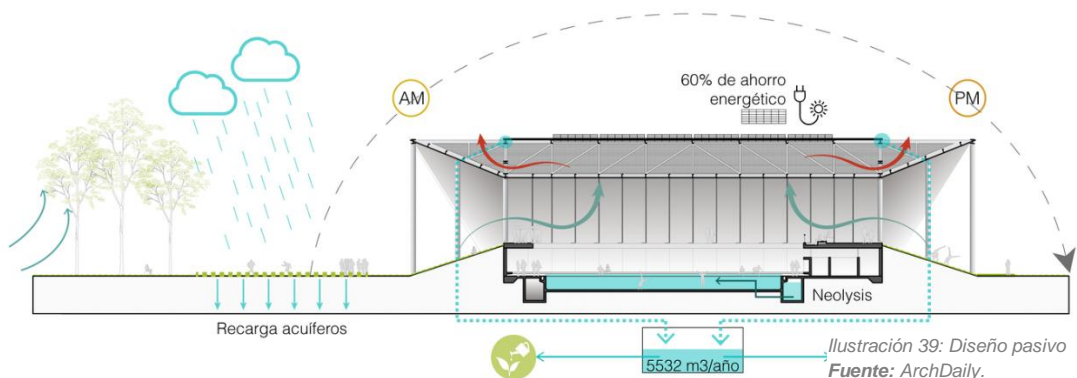 AM
60% de ahorro
energético
PM
Neolysis
Recarga acuíferos
5532 m3/año
Ilustración 39: Diseño pasivo
Fuente: ArchDaily.